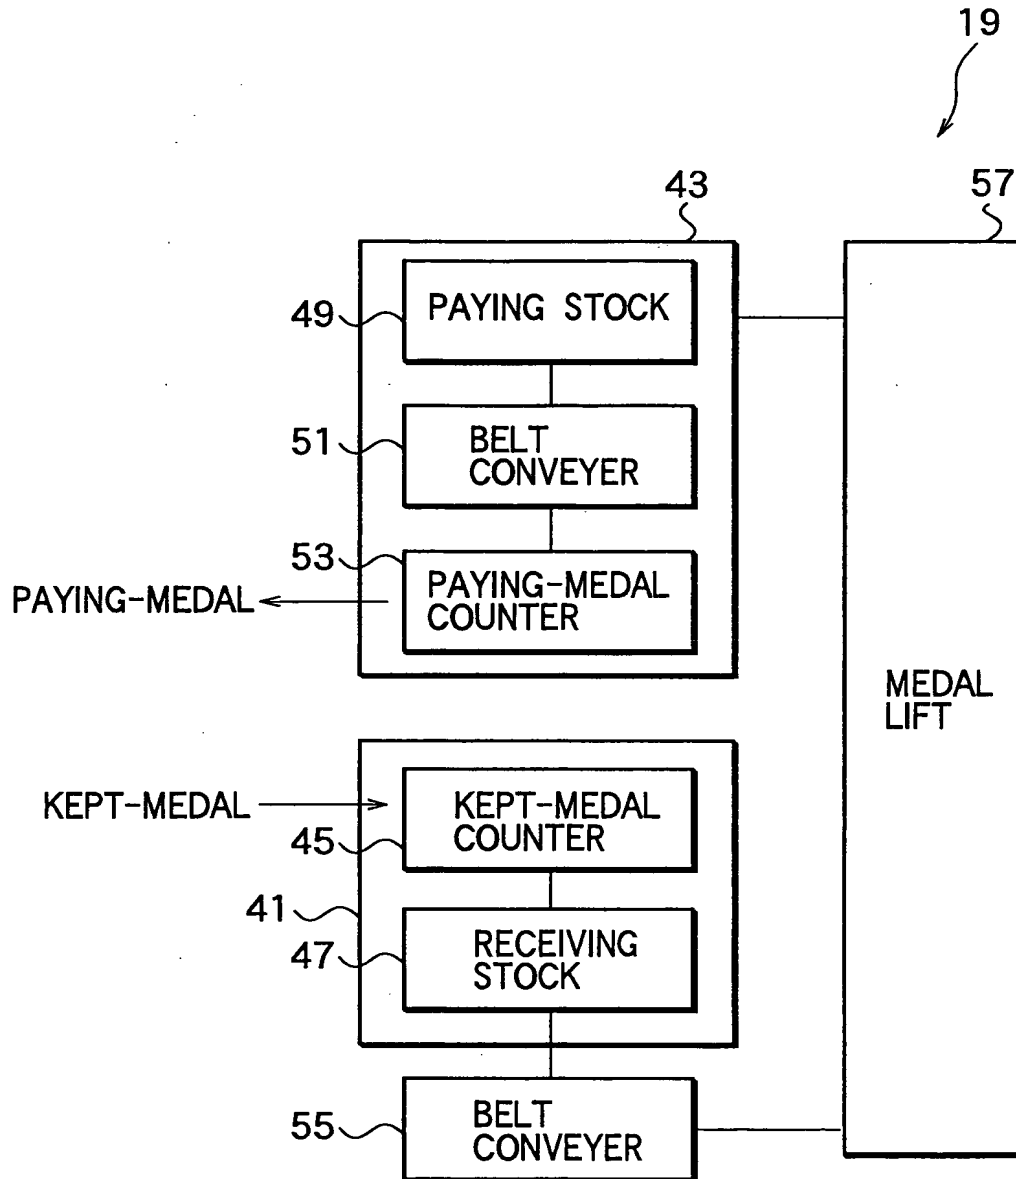 19
43
57
49
PAYING STOCK
51
BELT
CONVEYER
53
PAYING-MEDAL
PAYING-MEDAL
COUNTER
MEDAL
LIFT
KEPT-MEDAL
KEPT-MEDAL
COUNTER
45
41
47
RECEIVING
STOCK
55
BELT
CONVEYER